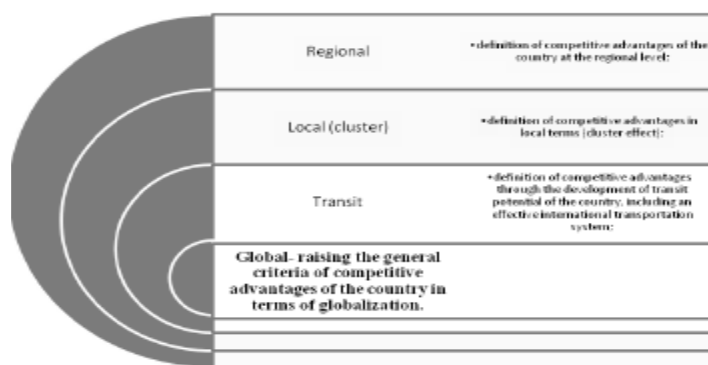 Regional
•definition of competitive advantages of the
country at the regional level;
Local (cluster)
•definition of competitive advantages in
local terms (cluster effect);
Transit
•definition of competitive advantages
through the development of transit
potential of the country, including an
effective international transportation
system;
Global- raising the general
criteria of competitive
advantages of the country in
terms of globalization.